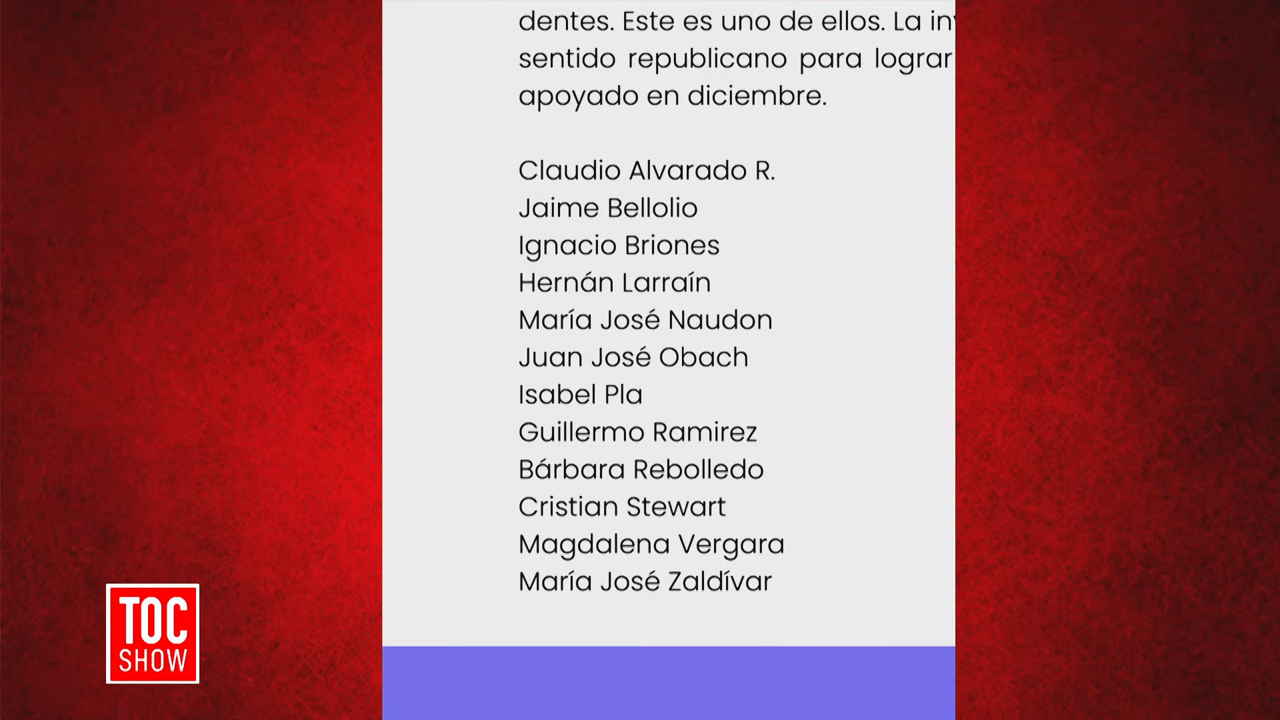 dentes. Este es uno de ellos. La
sentido republicano para lograr
apoyado en diciembre.
Claudio Alvarado R.
Jaime Bellolio
Ignacio Briones
Hernán Larraín
María José Naudon
Juan José Obach
Isabel Pla
Guillermo Ramirez
Bárbara Rebolledo
Cristian Stewart
Magdalena Vergara
María José Zaldívar
TOC
SHOW